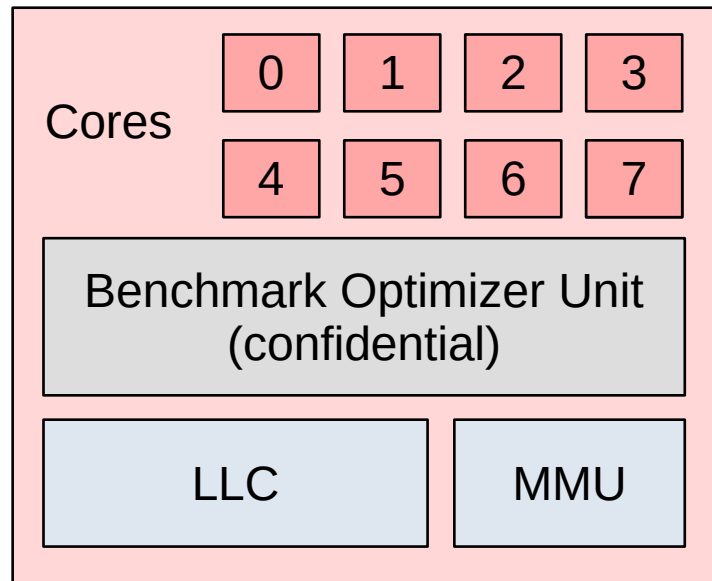 0 1 2 3
Cores
4 5 6 7
Benchmark Optimizer Unit
(confidential)
LLC MMU